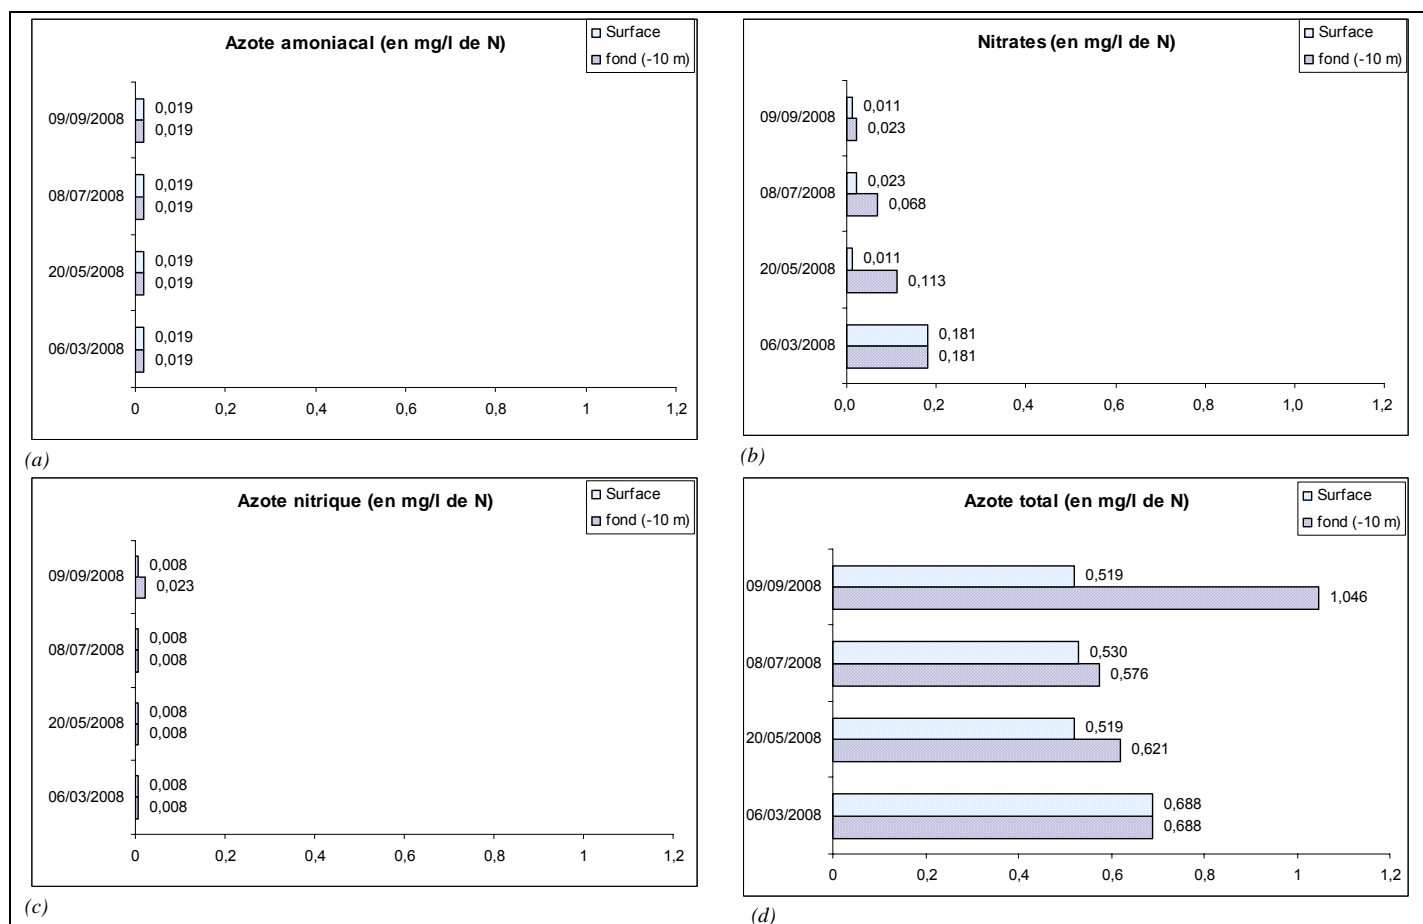 Azote amoniacal (en mg/l de N)
Surface
fond (-10 m)
09/09/2008
0,019
0,019
08/07/2008
0,019
0,019
20/05/2008
0,019
0,019
06/03/2008
0,019
0,019
0 0,2 0,4 0,6 0,8 1 1,2
(a)
Nitrates (en mg/l de N)
Surface
fond (-10 m)
09/09/2008
0,011
0,023
08/07/2008
0,023
0,068
20/05/2008
0,011
0,113
06/03/2008
0,181
0,181
0,0 0,2 0,4 0,6 0,8 1,0 1,2
(b)
Azote nitrique (en mg/l de N)
Surface
fond (-10 m)
09/09/2008
0,008
0,023
08/07/2008
0,008
0,008
20/05/2008
0,008
0,008
06/03/2008
0,008
0,008
0 0,2 0,4 0,6 0,8 1 1,2
(c)
Azote total (en mg/l de N)
Surface
fond (-10 m)
09/09/2008
0,519
1,046
08/07/2008
0,530
0,576
20/05/2008
0,519
0,621
06/03/2008
0,688
0,688
0 0,2 0,4 0,6 0,8 1 1,2
(d)